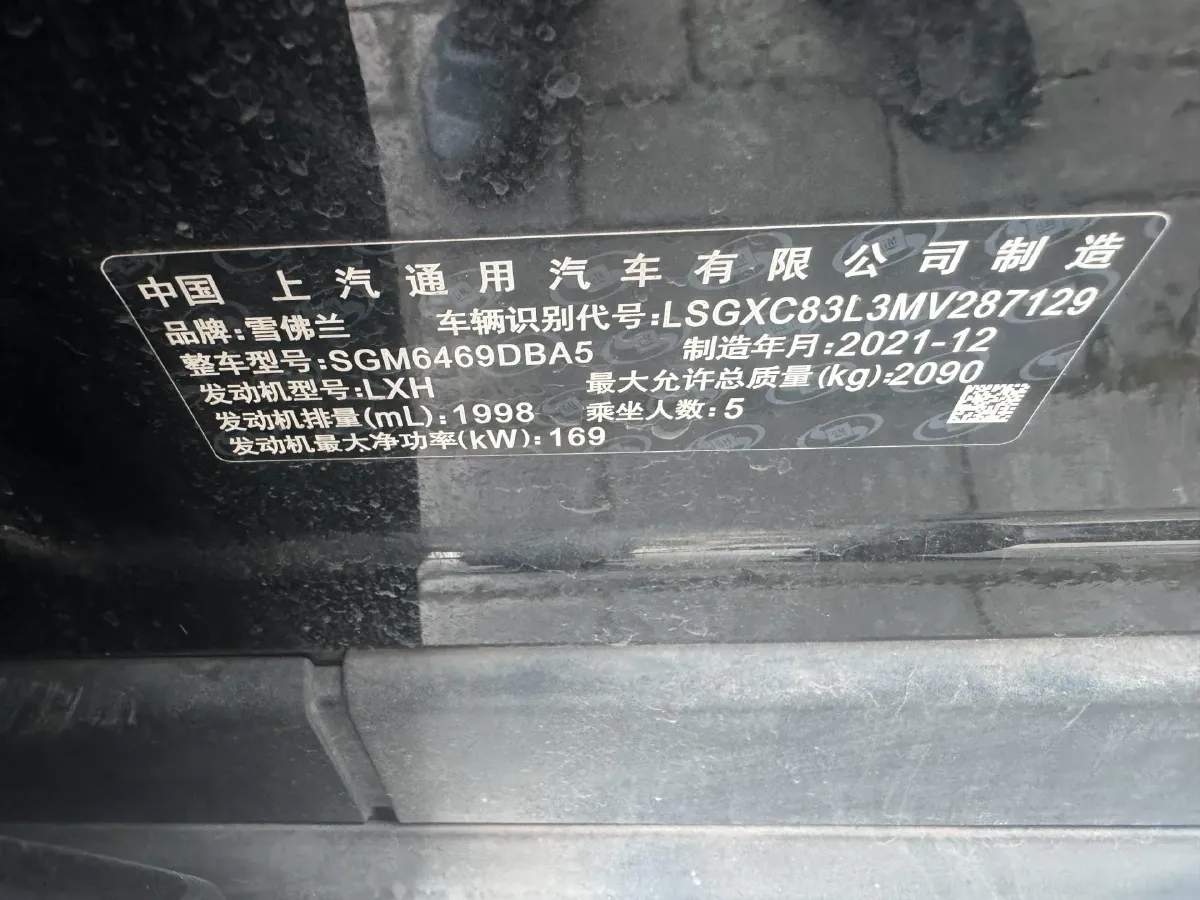 中国 上汽通用汽车有限公司制造
品牌:雪佛兰 车辆识别代号:LSGXC83L3MV287129
整车型号:SGM6469DBA5 制造年月:2021-12
发动机型号:LXH 最大允许总质量(kg):2090
发动机排量(mL):1998 乘坐人数:5
发动机最大净功率(kW):169